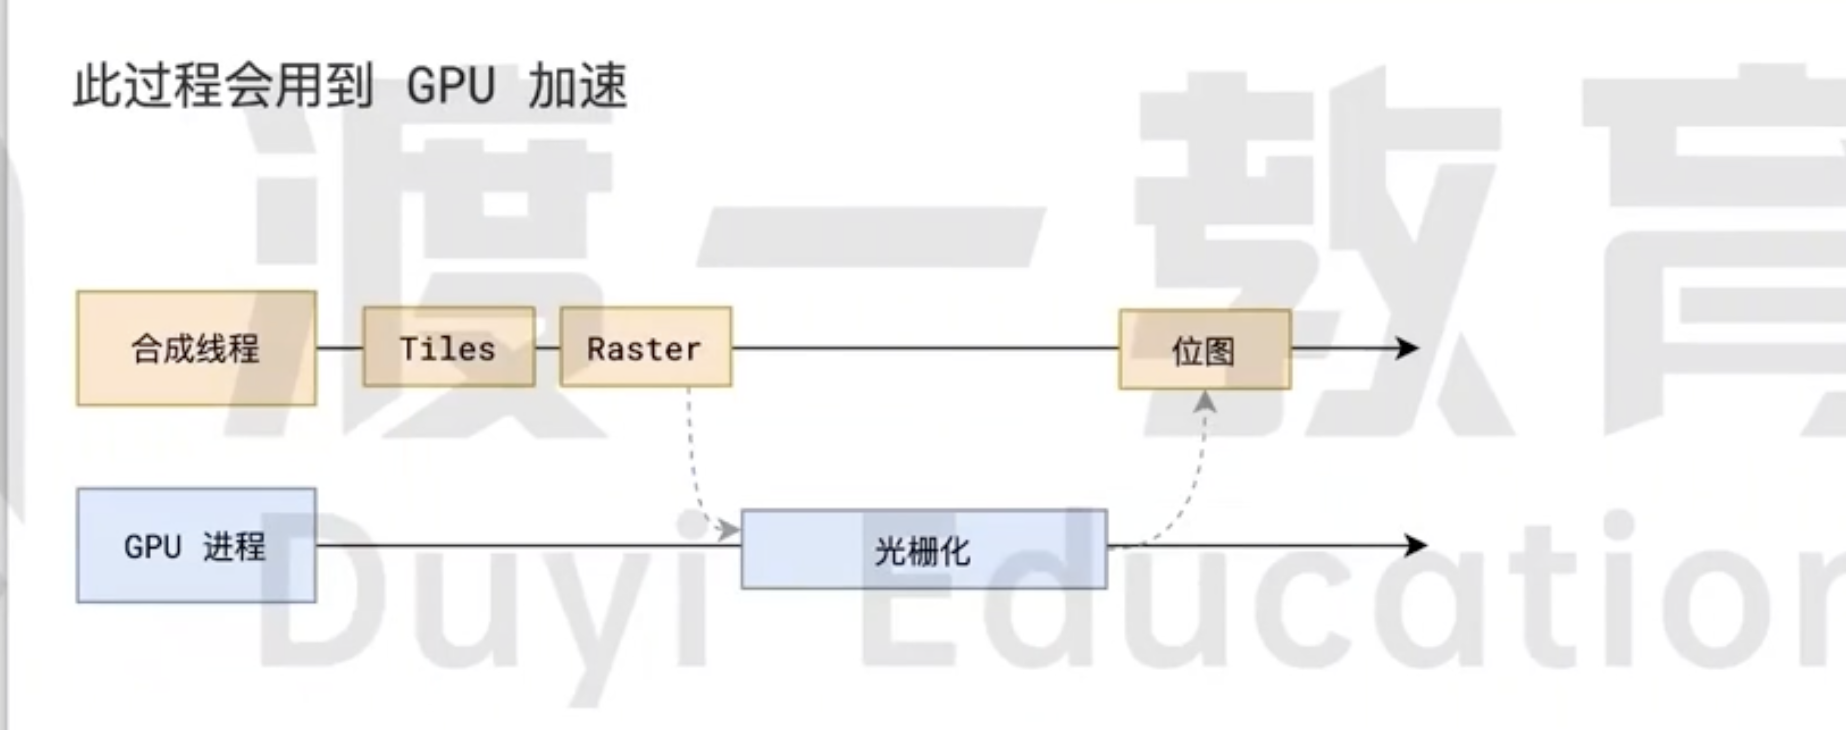 此过程会用到 GPU 加速
渡一教育
合成线程
Tiles
Raster
位图
GPU 进程
光栅化
Duyi Education